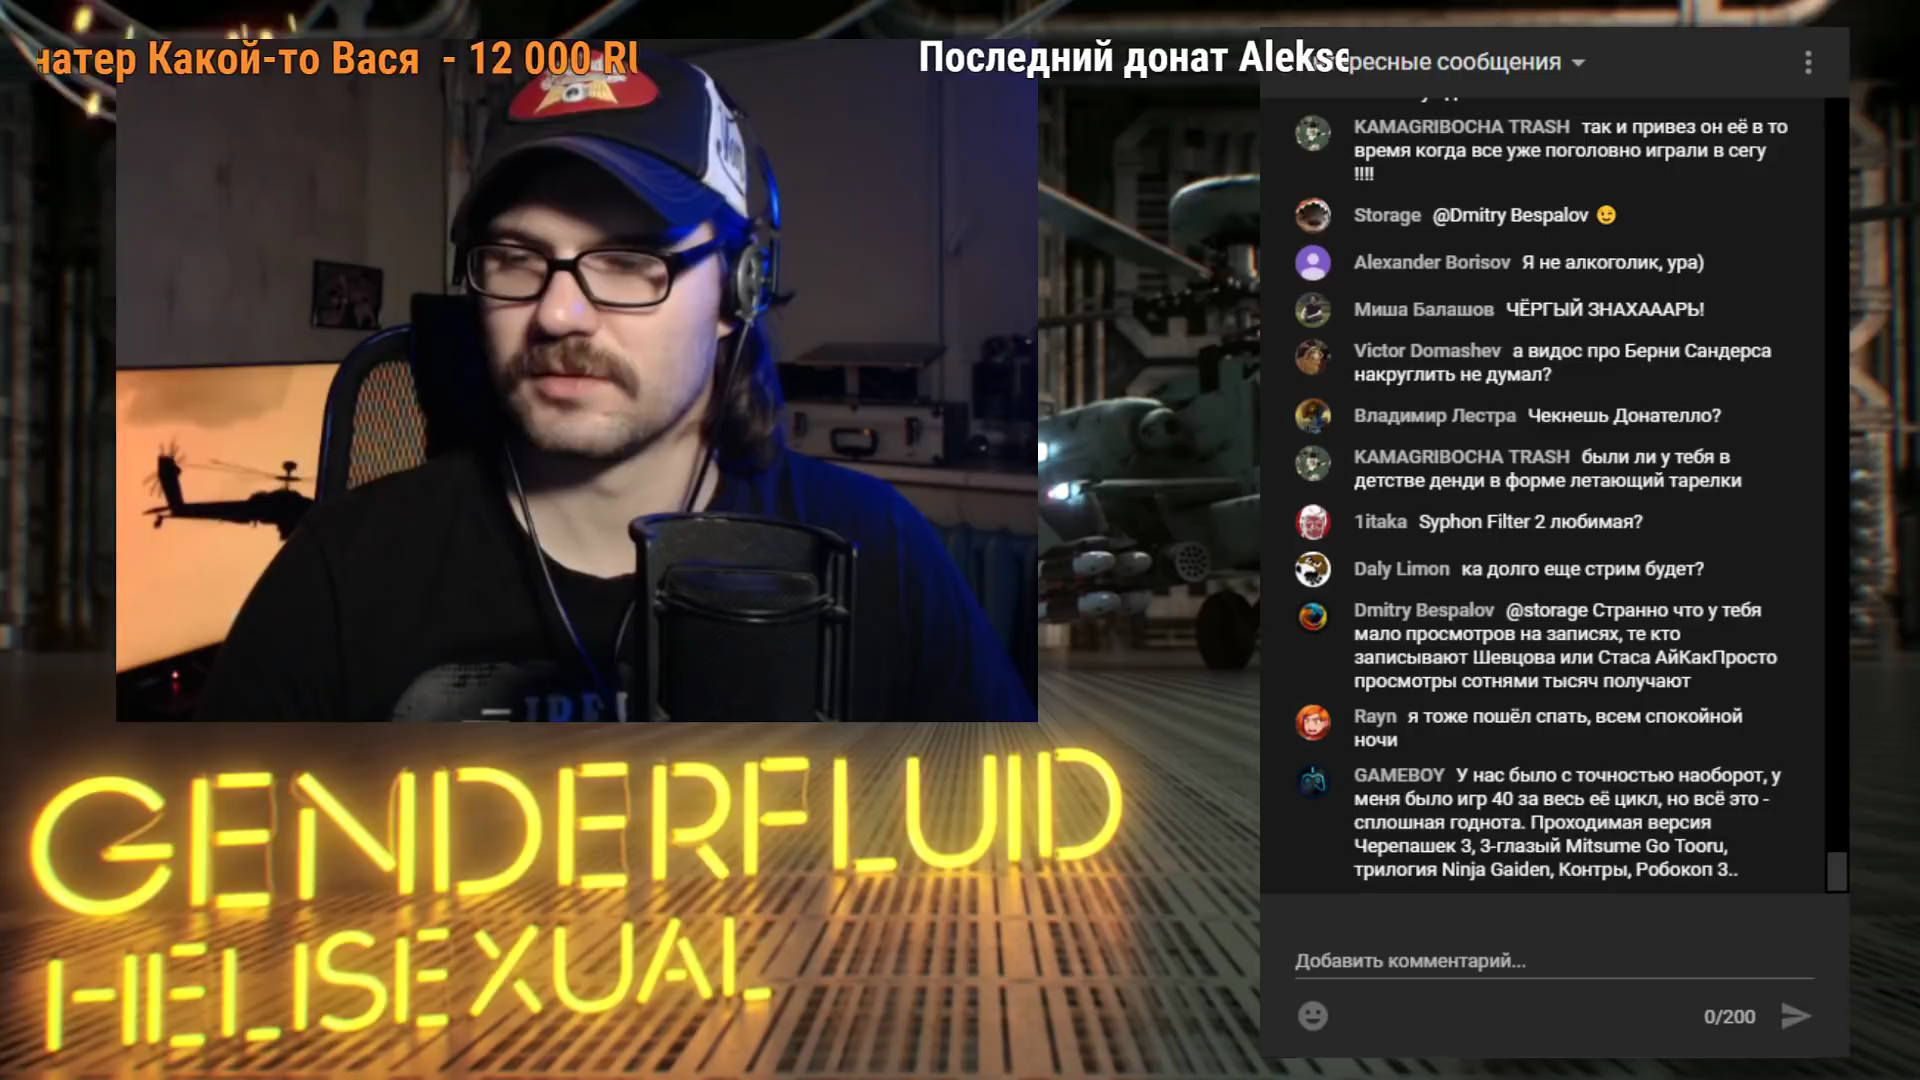 натер Какой-то Вася - 12 000 RU
Последний донат Alekse
ресные сообщения
KAMAGRIBOCHA TRASH так и привез он её в то
время когда все уже поголовно играли в сегу
!!!!
Storage @Dmitry Bespalov 😉
Alexander Borisov Я не алкоголик, ура)
Миша Балашов ЧЁРГЫЙ ЗНАХАААРЬ!
Victor Domashev а видос про Берни Сандерса
накруглить не думал?
Владимир Лестра Чекнешь Донателло?
KAMAGRIBOCHA TRASH были ли у тебя в
детстве денди в форме летающий тарелки
1itaka Syphon Filter 2 любимая?
Daly Limon ка долго еще стрим будет?
Dmitry Bespalov @storage Странно что у тебя
мало просмотров на записях, те кто
записывают Шевцова или Стаса АйКакПросто
просмотры сотнями тысяч получают
Rayn я тоже пошёл спать, всем спокойной
ночи
GAMEBOY У нас было с точностью наоборот, у
меня было игр 40 за весь её цикл, но всё это -
сплошная годнота. Проходимая версия
Черепашек 3, 3-глазый Mitsume Go Tooru,
трилогия Ninja Gaiden, Контры, Робокоп 3..
Добавить комментарий...
0/200
GENDERFLUID
HELISEXUAL